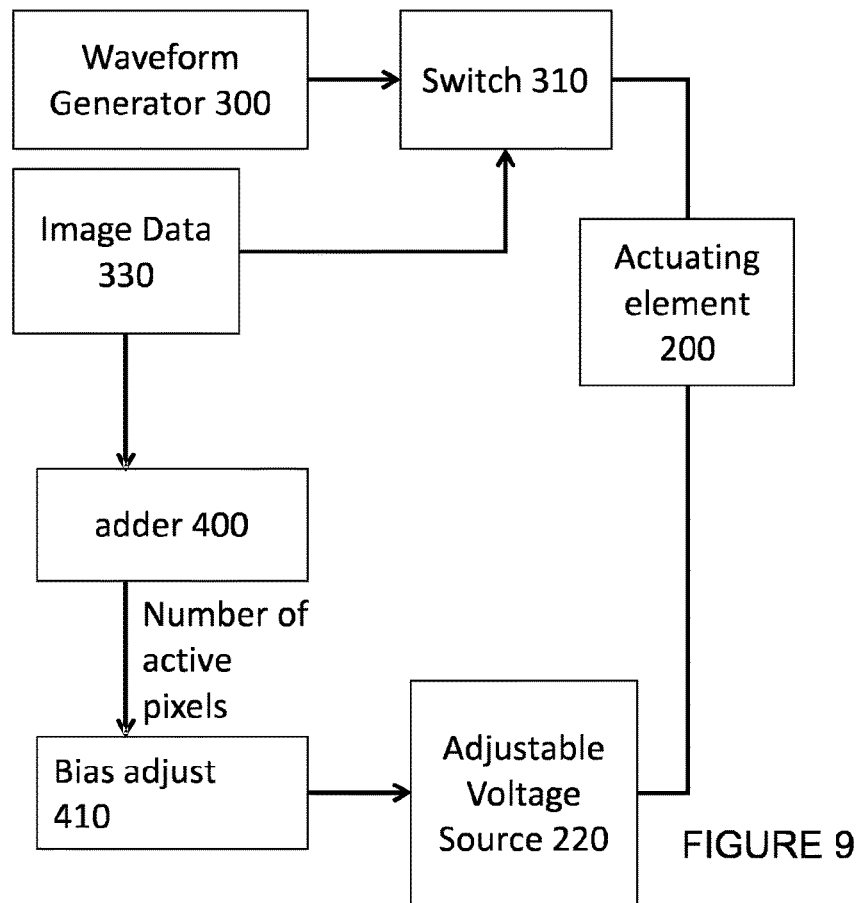 Waveform
Generator 300
Switch 310
Image Data
330
Actuating
element
200
adder 400
Number of
active
pixels
Bias adjust
410
Adjustable
Voltage
Source 220
FIGURE 9